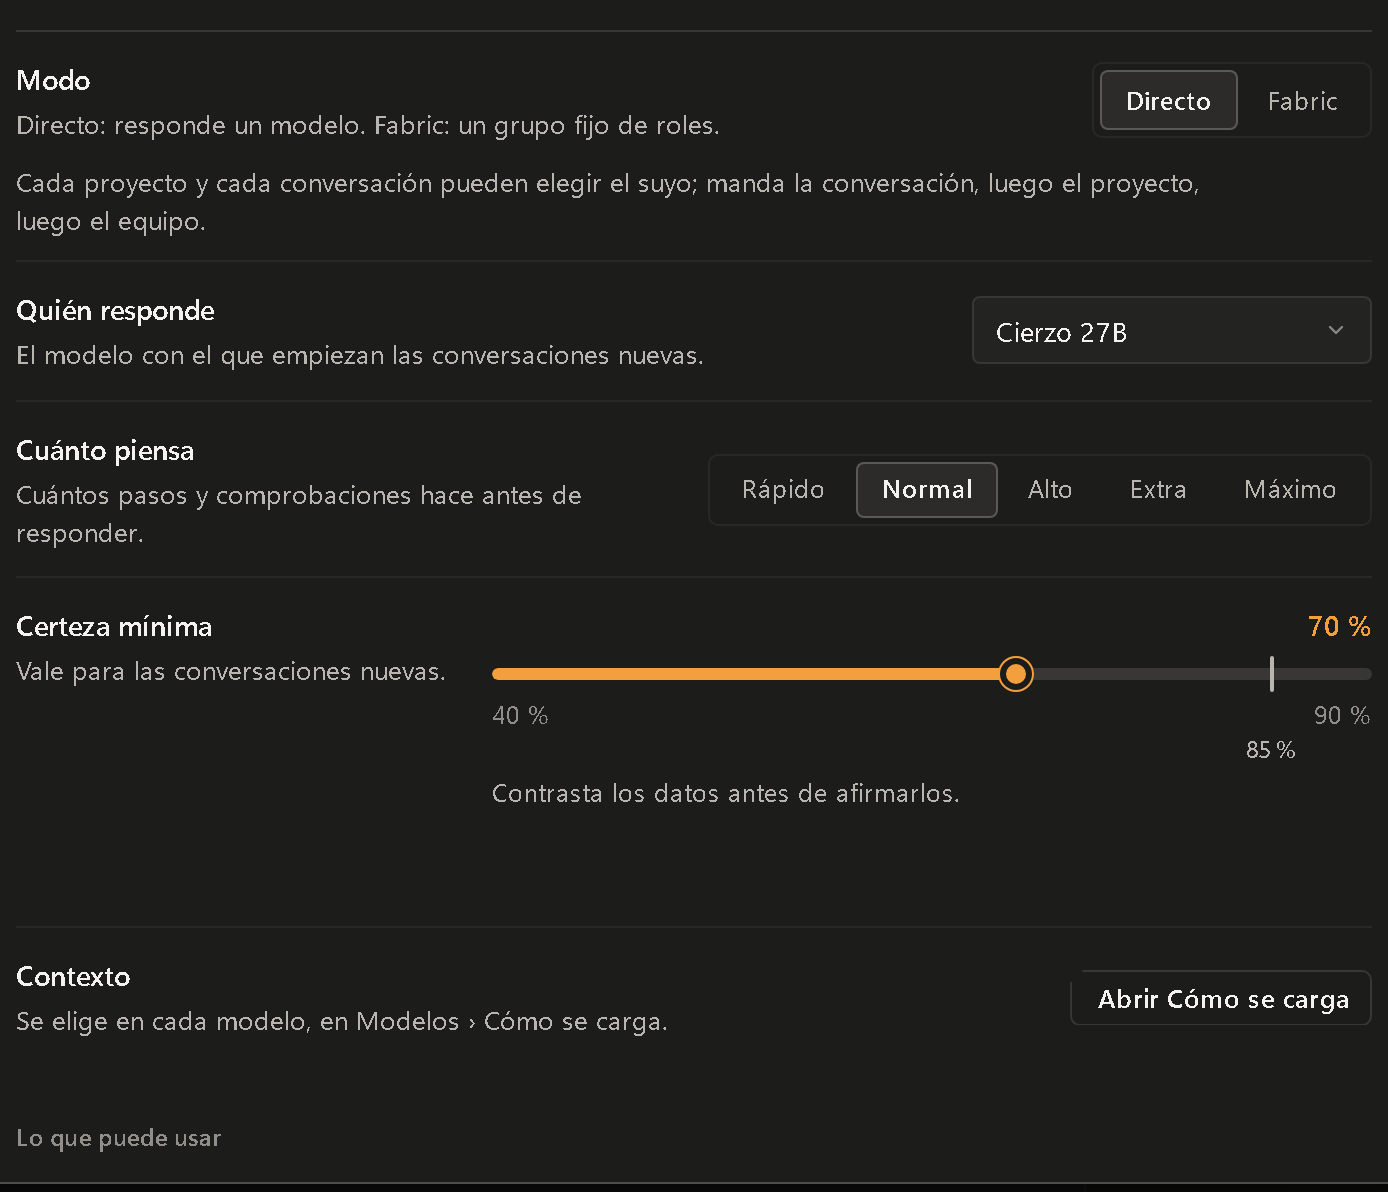 Modo
Directo: responde un modelo. Fabric: un grupo fijo de roles.
Directo
Fabric
Cada proyecto y cada conversación pueden elegir el suyo; manda la conversación, luego el proyecto,
luego el equipo.
Quién responde
El modelo con el que empiezan las conversaciones nuevas.
Cierzo 27B
Cuánto piensa
Cuántos pasos y comprobaciones hace antes de
responder.
Rápido
Normal
Alto
Extra
Máximo
Certeza mínima
70 %
Vale para las conversaciones nuevas.
40 %
90 %
85 %
Contrasta los datos antes de afirmarlos.
Contexto
Se elige en cada modelo, en Modelos › Cómo se carga.
Abrir Cómo se carga
Lo que puede usar